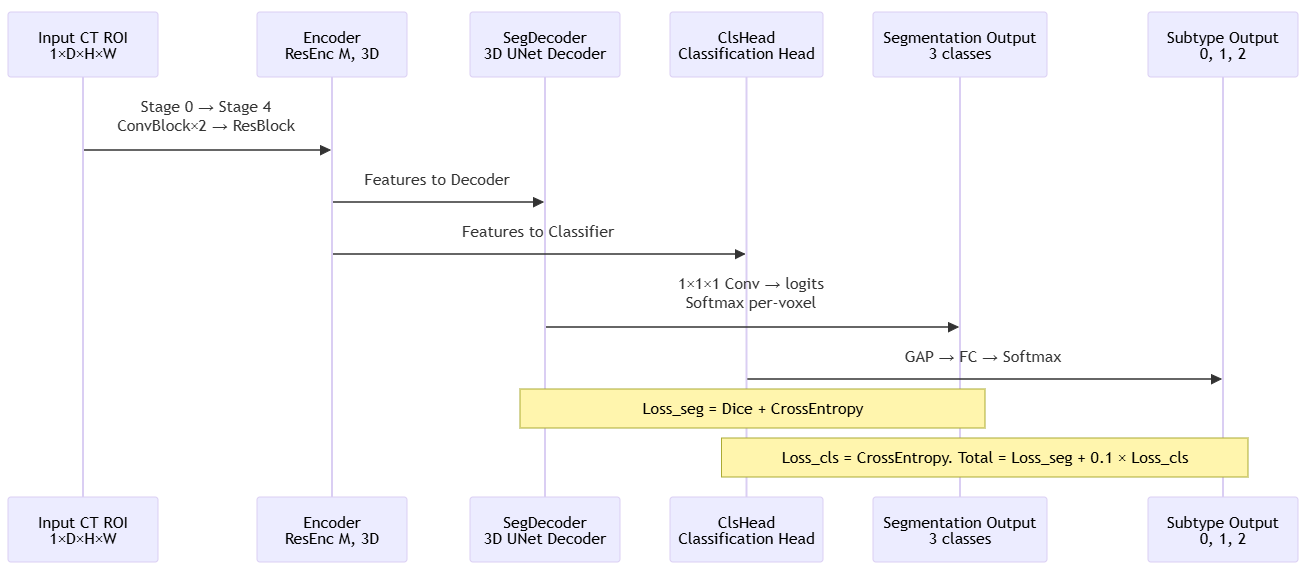 Input CT ROI
1×D×H×W
Encoder
ResEnc M, 3D
SegDecoder
3D UNet Decoder
ClsHead
Classification Head
Segmentation Output
3 classes
Subtype Output
0, 1, 2
Stage 0 → Stage 4
ConvBlock×2 → ResBlock
Features to Decoder
Features to Classifier
1×1×1 Conv → logits
Softmax per-voxel
GAP → FC → Softmax
Loss_seg = Dice + CrossEntropy
Loss_cls = CrossEntropy. Total = Loss_seg + 0.1 × Loss_cls
Input CT ROI
1×D×H×W
Encoder
ResEnc M, 3D
SegDecoder
3D UNet Decoder
ClsHead
Classification Head
Segmentation Output
3 classes
Subtype Output
0, 1, 2